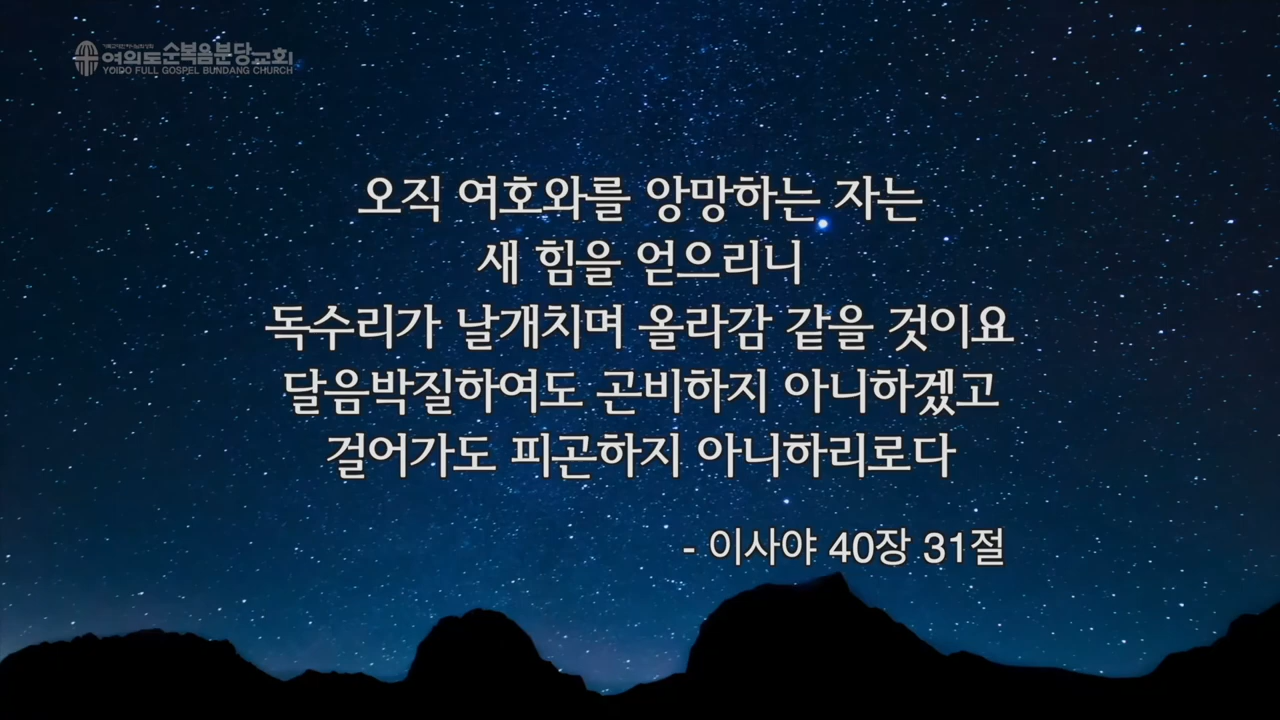 여의도순복음분당교회
YOIDO FULL GOSPEL BUNDANG CHURCH
오직 여호와를 앙망하는 자는
새 힘을 얻으리니
독수리가 날개치며 올라감 같을 것이요
달음박질하여도 곤비하지 아니하겠고
걸어가도 피곤하지 아니하리로다
- 이사야 40장 31절